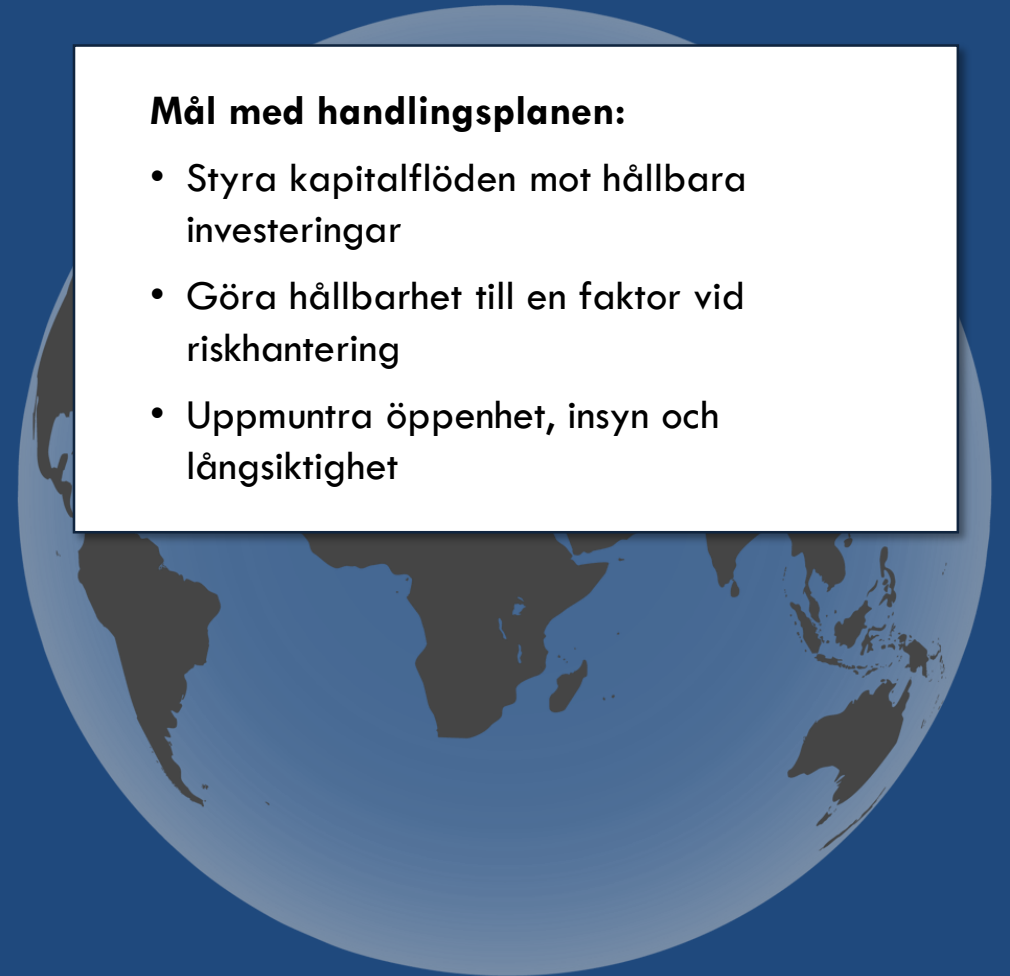 Mål med handlingsplanen:
• Styra kapitalflöden mot hållbara
investeringar
• Göra hållbarhet till en faktor vid
riskhantering
• Uppmuntra öppenhet, insyn och
långsiktighet